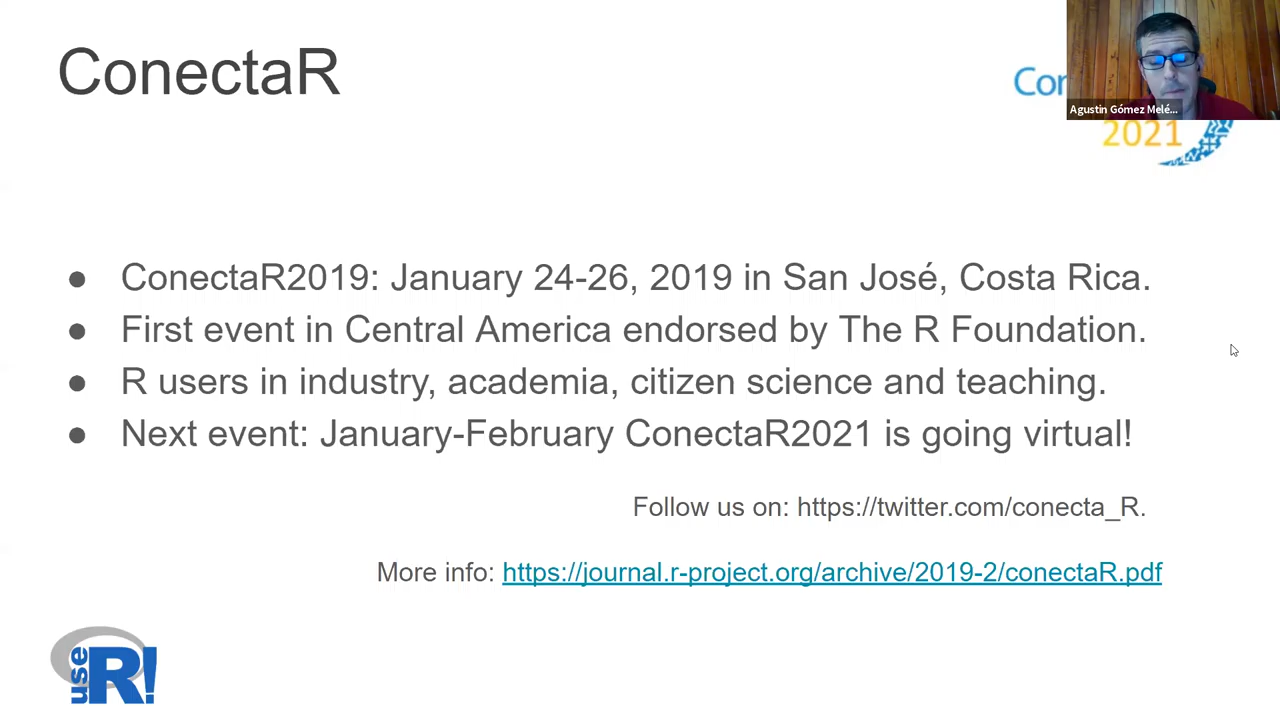 ConectaR
Con
Agustin Gómez Melé...
2021
● ConectaR2019: January 24-26, 2019 in San José, Costa Rica.
● First event in Central America endorsed by The R Foundation.
● R users in industry, academia, citizen science and teaching.
● Next event: January-February ConectaR2021 is going virtual!
Follow us on: https://twitter.com/conecta_R.
More info: https://journal.r-project.org/archive/2019-2/conectaR.pdf
use R!